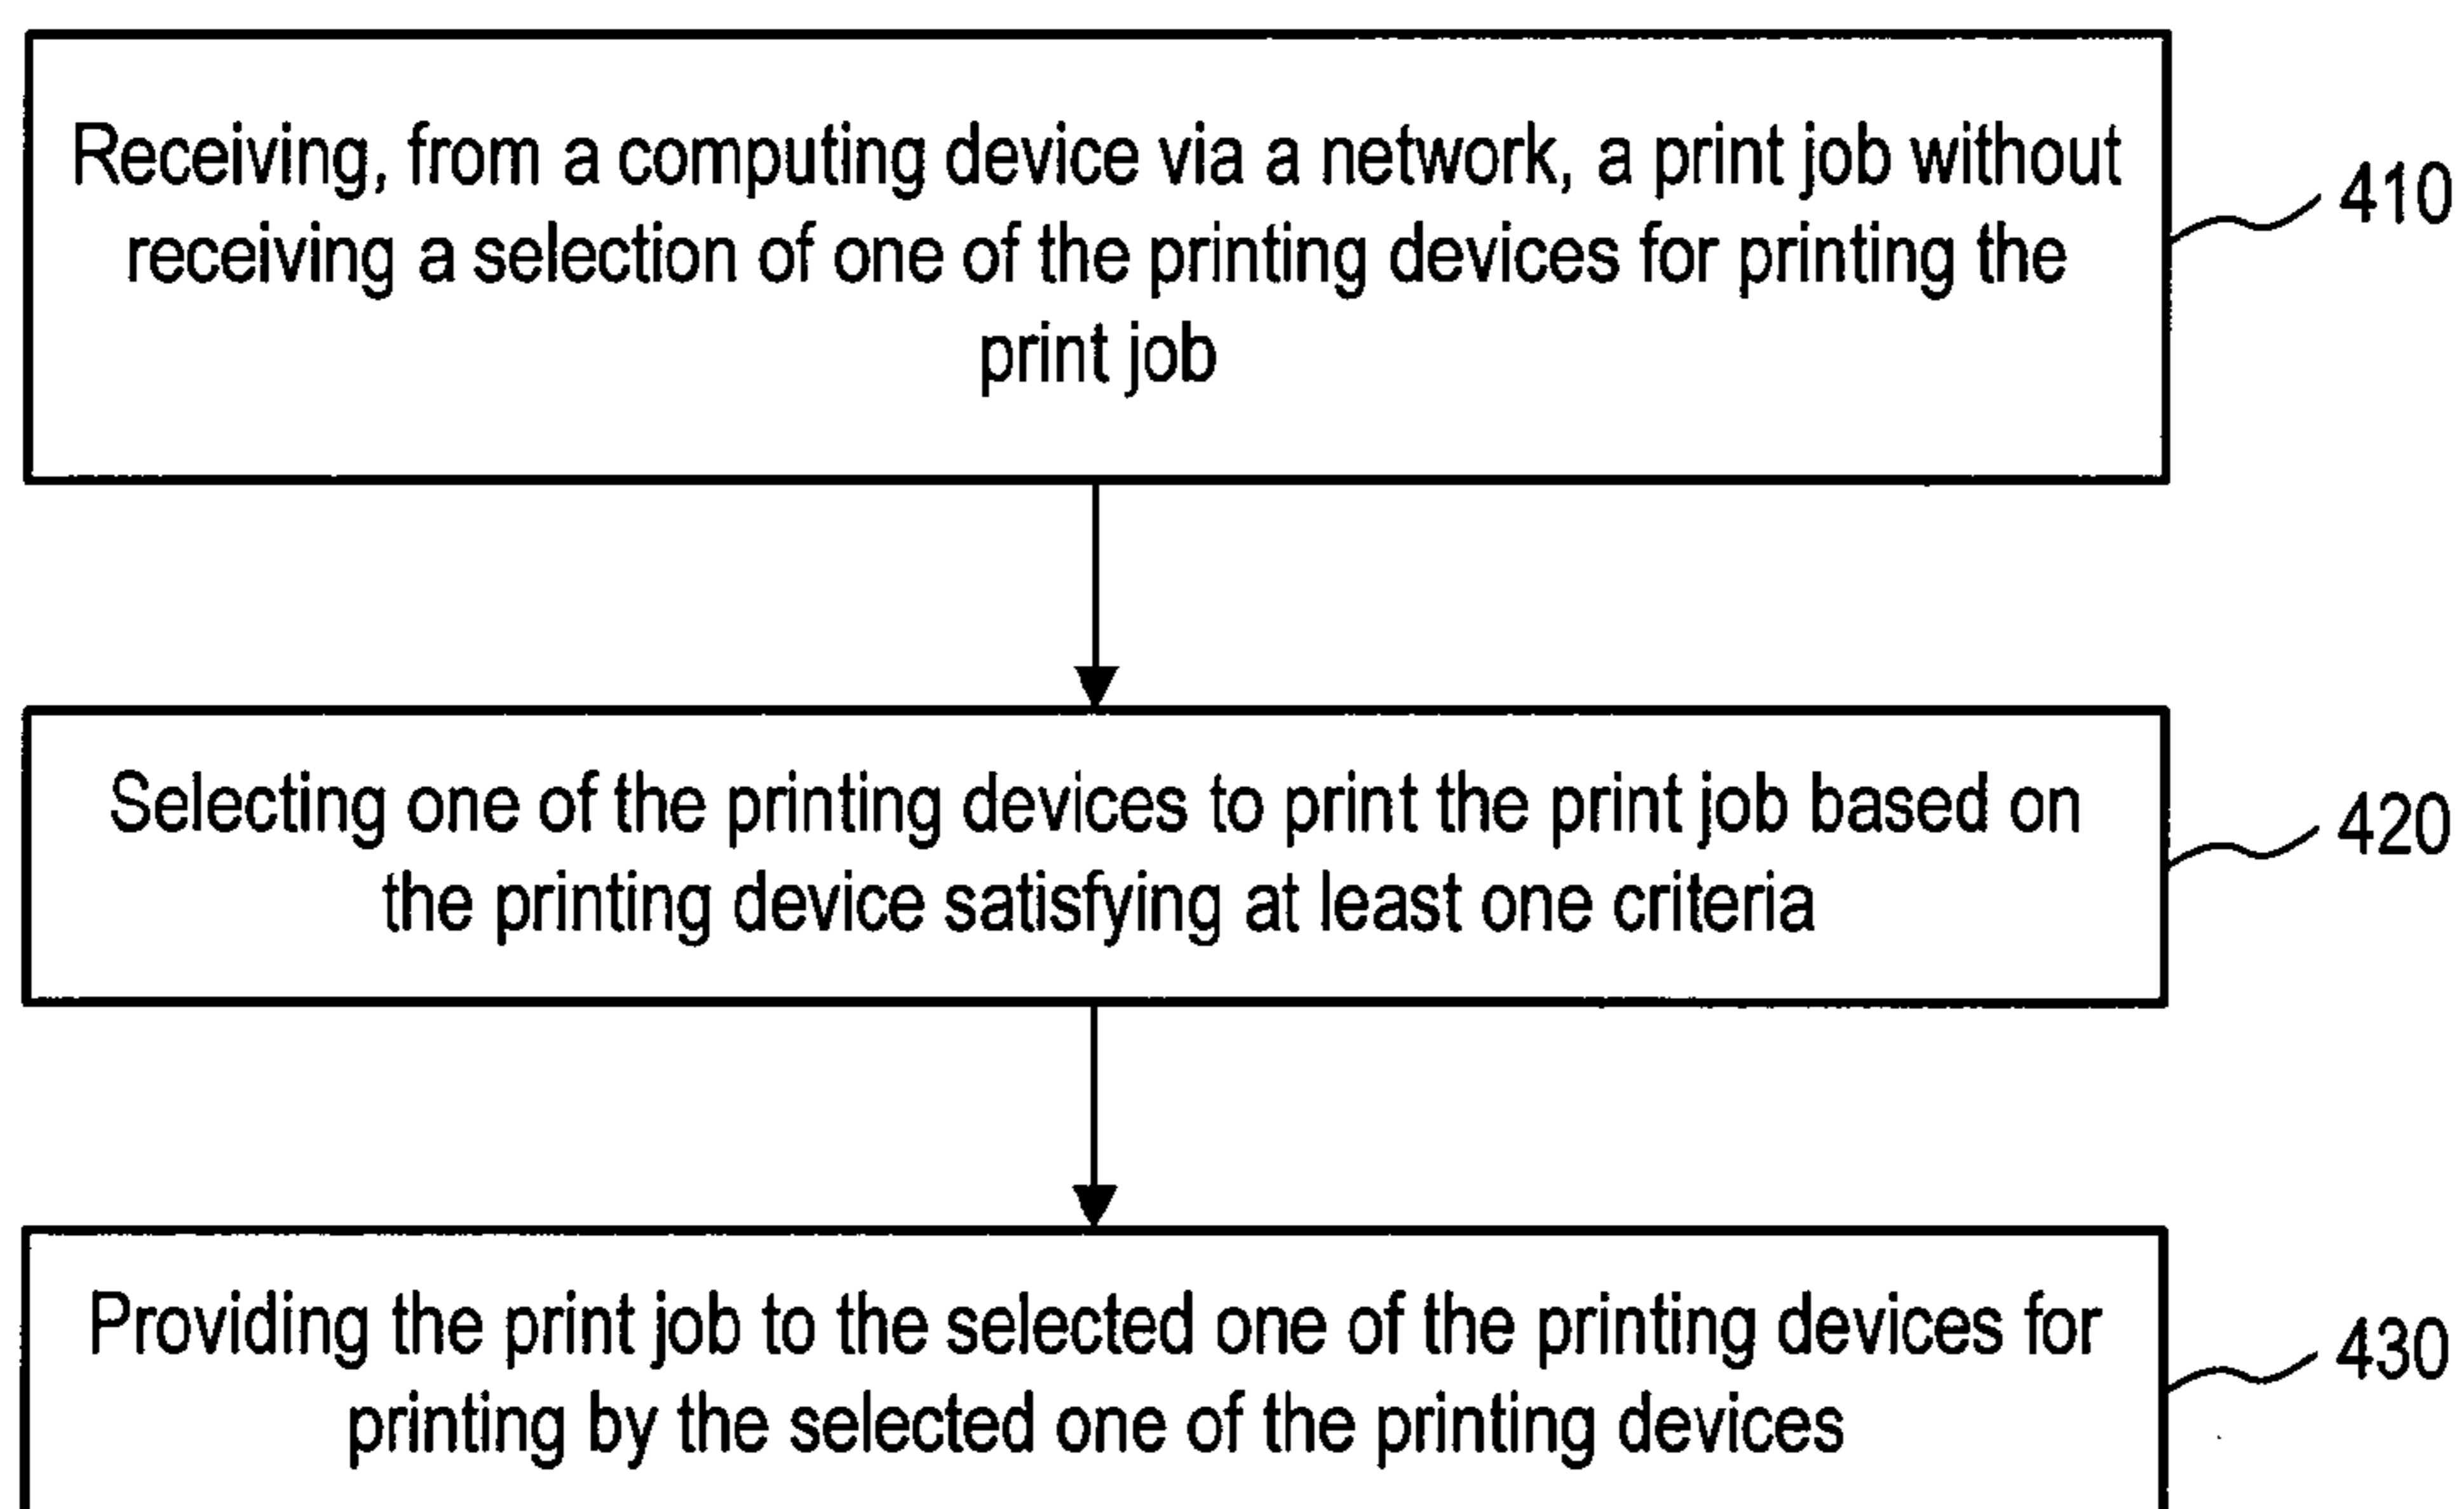 Receiving, from a computing device via a network, a print job without
receiving a selection of one of the printing devices for printing the
print job
410
Selecting one of the printing devices to print the print job based on
the printing device satisfying at least one criteria
420
Providing the print job to the selected one of the printing devices for
printing by the selected one of the printing devices
430